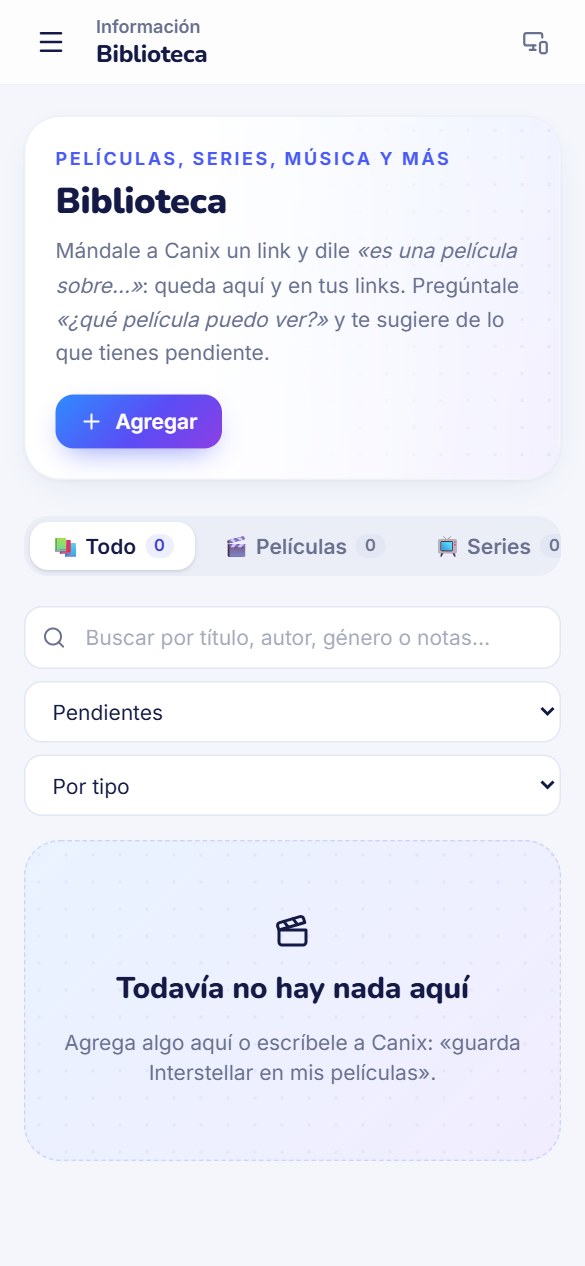 Información
Biblioteca
PELÍCULAS, SERIES, MÚSICA Y MÁS
Biblioteca
Mándale a Canix un link y dile «es una película
sobre...»: queda aquí y en tus links. Pregúntale
«¿qué película puedo ver?» y te sugiere de lo
que tienes pendiente.
+ Agregar
Todo 0 Películas 0 Series 0
Buscar por título, autor, género o notas...
Pendientes
Por tipo
Todavía no hay nada aquí
Agrega algo aquí o escríbele a Canix: «guarda
Interstellar en mis películas».